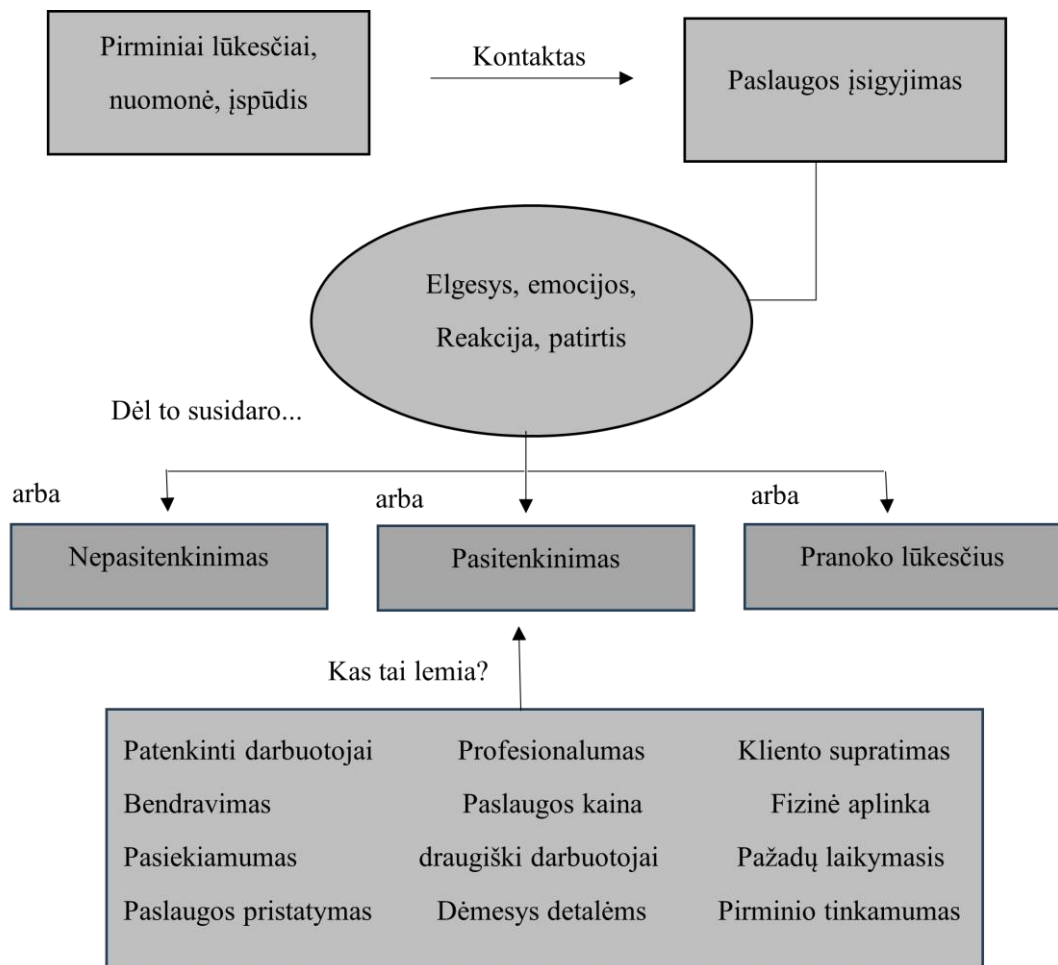 Pirminiai lūkesčiai,
nuomonė, įspūdis
Kontaktas
Paslaugos įsigyjimas
Elgesys, emocijos,
Reakcija, patirtis
Dėl to susidaro...
arba
arba
arba
Nepasitenkinimas
Pasitenkinimas
Pranoko lūkesčius
Kas tai lemia?
Patenkinti darbuotojai
Profesionalumas
Kliento supratimas
Bendravimas
Paslaugos kaina
Fizinė aplinka
Pasiekiamumas
draugiški darbuotojai
Pažadų laikymasis
Paslaugos pristatymas
Dėmesys detalėms
Pirminio tinkamumas